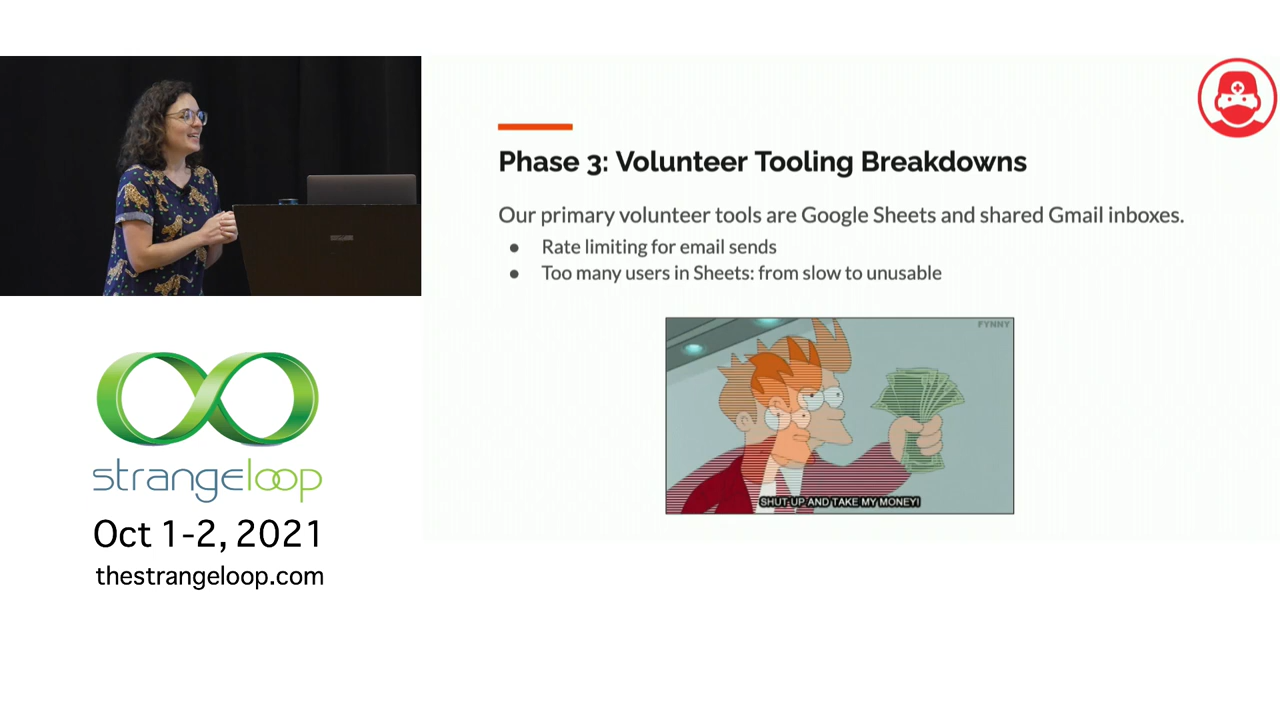 Phase 3: Volunteer Tooling Breakdowns
Our primary volunteer tools are Google Sheets and shared Gmail inboxes.
● Rate limiting for email sends
● Too many users in Sheets: from slow to unusable
FYNNY
SHUT UP AND TAKE MY MONEY!
strangeloop
Oct 1-2, 2021
thestrangeloop.com